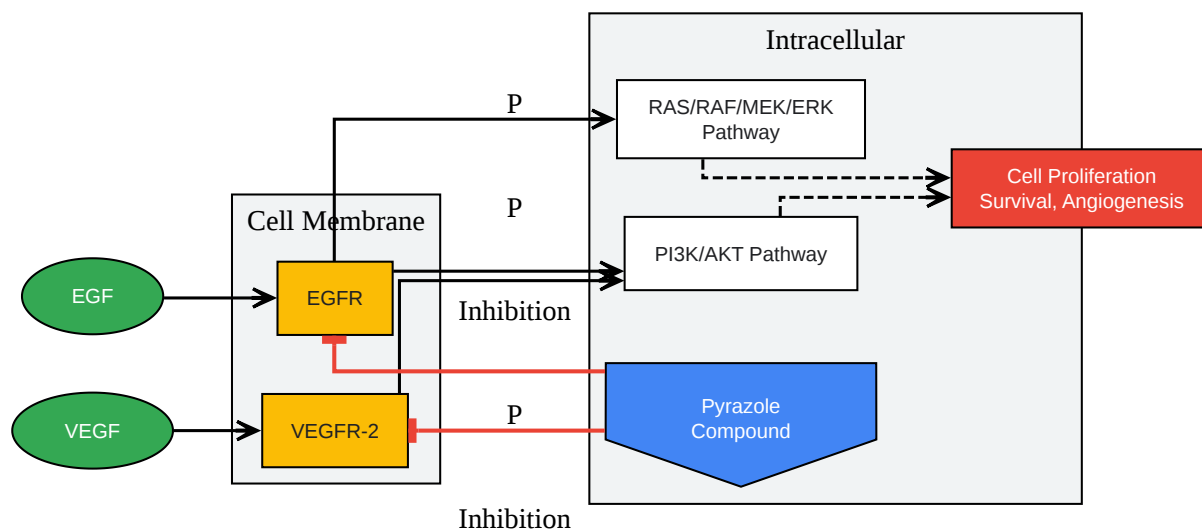 Intracellular
P
RAS/RAF/MEK/ERK
Pathway
Cell Proliferation
Survival, Angiogenesis
P
Cell Membrane
PI3K/AKT Pathway
EGF
EGFR
Inhibition
VEGF
VEGFR-2
P
Pyrazole
Compound
Inhibition